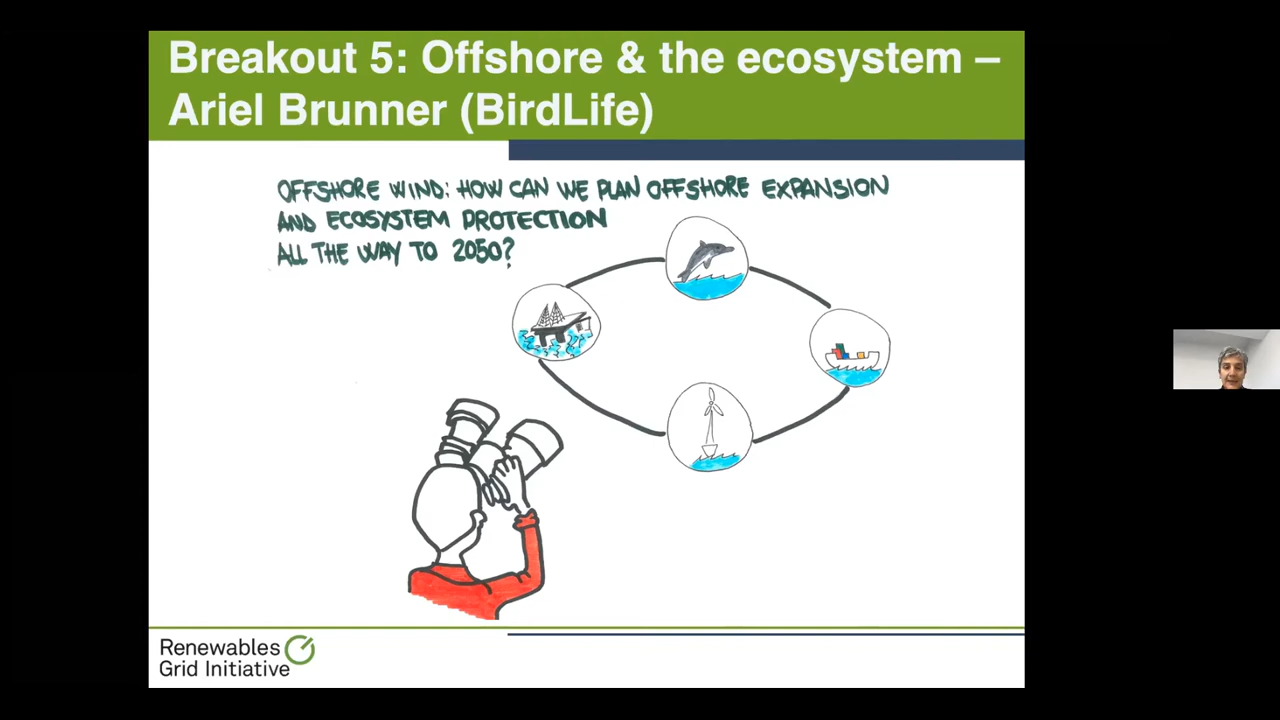 Breakout 5: Offshore & the ecosystem –
Ariel Brunner (BirdLife)
OFFSHORE WIND: HOW CAN WE PLAN OFFSHORE EXPANSION
AND ECOSYSTEM PROTECTION
ALL THE WAY TO 2050?
Renewables
Grid Initiative